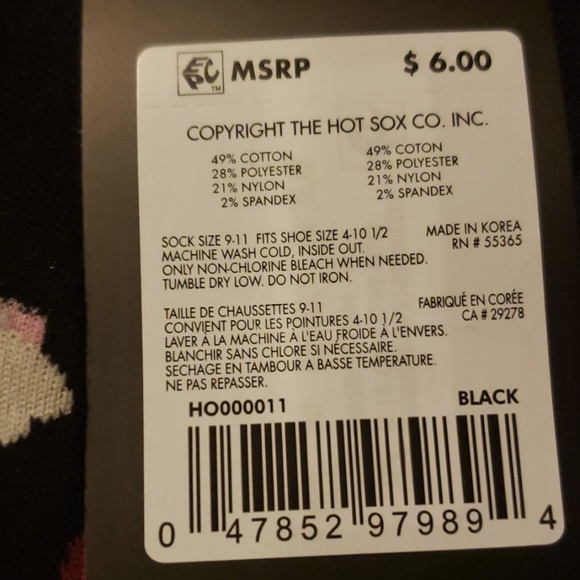 EPC TM MSRP $ 6.00
COPYRIGHT THE HOT SOX CO. INC.
49% COTTON 49% COTON
28% POLYESTER 28% POLYESTER
21% NYLON 21% NYLON
2% SPANDEX 2% SPANDEX
SOCK SIZE 9-11 FITS SHOE SIZE 4-10 1/2 MADE IN KOREA
MACHINE WASH COLD, INSIDE OUT. RN # 55365
ONLY NON-CHLORINE BLEACH WHEN NEEDED.
TUMBLE DRY LOW. DO NOT IRON.
TAILLE DE CHAUSSETTES 9-11 FABRIQUÉ EN CORÉE
CONVIENT POUR LES POINTURES 4-10 1/2 CA # 29278
LAVER À LA MACHINE À L'EAU FROIDE À L'ENVERS.
BLANCHIR SANS CHLORE SI NÉCESSAIRE.
SECHAGE EN TAMBOUR A BASSE TEMPERATURE.
NE PAS REPASSER.
HO000011 BLACK
0 47852 97989 4